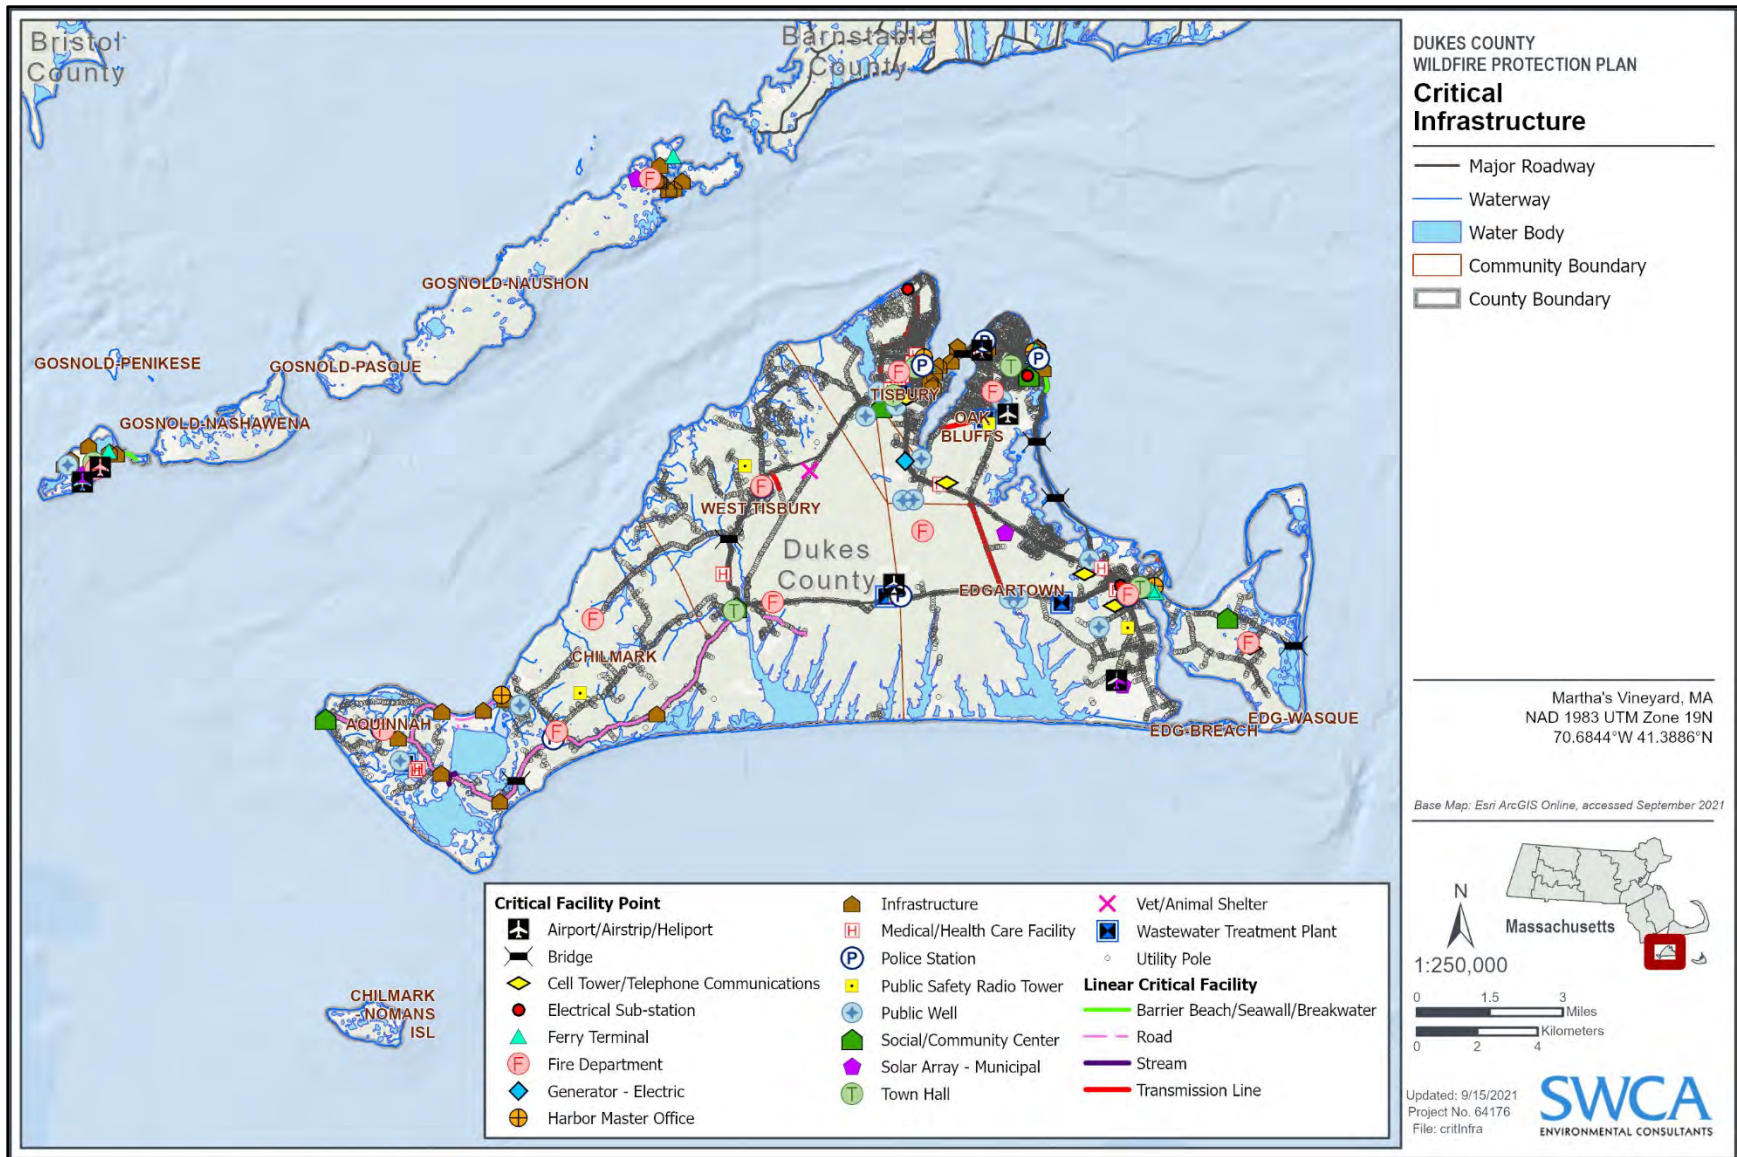 Bristol
County
Barnstable
County
GOSNOLD-NAUSHON
GOSNOLD-PENIKESE
GOSNOLD-PASQUE
GOSNOLD-NASHAWENA
TISBURY
OAK
BLUFFS
WEST TISBURY
Dukes
County
EDGARTOWN
CHILMARK
AQUINNAH
EDG-WASQUE
EDG-BREACH
CHILMARK
- NOMANS
ISL
Critical Facility Point
Airport/Airstrip/Heliport
Bridge
Cell Tower/Telephone Communications
Electrical Sub-station
Ferry Terminal
F Fire Department
Generator - Electric
Harbor Master Office
Infrastructure
H Medical/Health Care Facility
P Police Station
Public Safety Radio Tower
Public Well
Social/Community Center
Solar Array - Municipal
T Town Hall
Vet/Animal Shelter
Wastewater Treatment Plant
Utility Pole
Linear Critical Facility
Barrier Beach/Seawall/Breakwater
Road
Stream
Transmission Line
DUKES COUNTY
WILDFIRE PROTECTION PLAN
Critical
Infrastructure
Major Roadway
Waterway
Water Body
Community Boundary
County Boundary
Martha's Vineyard, MA
NAD 1983 UTM Zone 19N
70.6844°W 41.3886°N
Base Map: Esri ArcGIS Online, accessed September 2021
N
Massachusetts
1:250,000
0 1.5 3
Miles
Kilometers
0 2 4
Updated: 9/15/2021
Project No. 64176
File: critInfra
SWCA
ENVIRONMENTAL CONSULTANTS